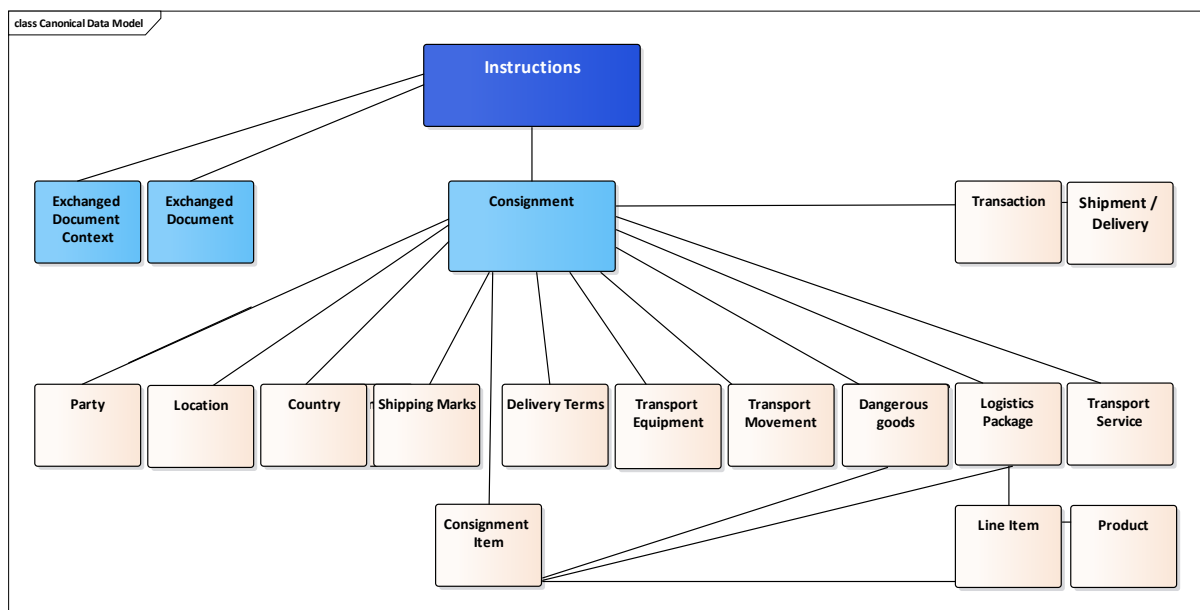 class Canonical Data Model
Instructions
Exchanged
Document
Context
Exchanged
Document
Consignment
Transaction
Shipment /
Delivery
Party
Location
Country
Shipping Marks
Delivery Terms
Transport
Equipment
Transport
Movement
Dangerous
goods
Logistics
Package
Transport
Service
Consignment
Item
Line Item
Product